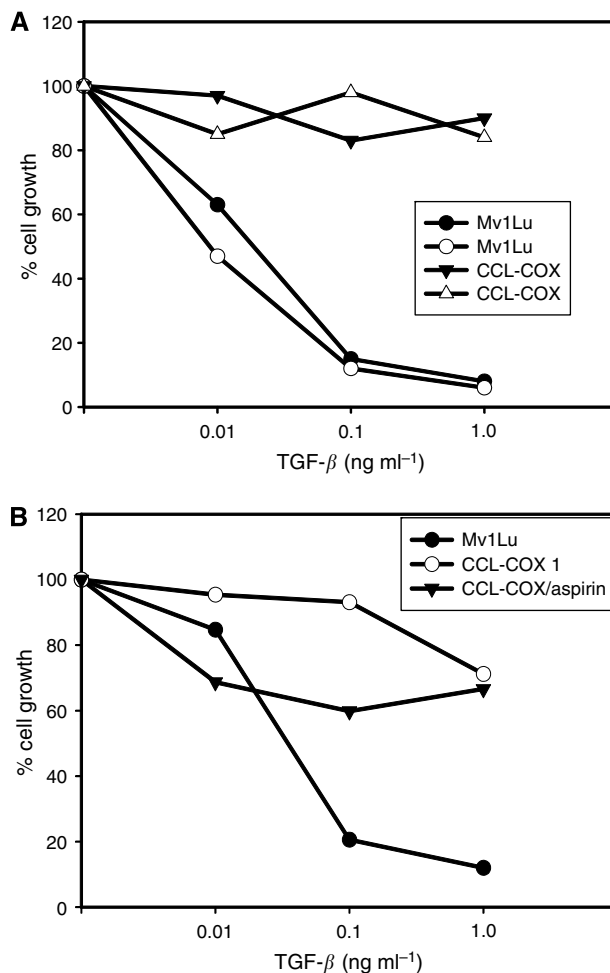 A
120
100
80
60
40
20
0
% cell growth
Mv1Lu
Mv1Lu
CCL-COX
CCL-COX
0.01 0.1 1.0
TGF-β (ng ml⁻¹)
B
120
100
80
60
40
20
0
% cell growth
Mv1Lu
CCL-COX 1
CCL-COX/aspirin
0.01 0.1 1.0
TGF-β (ng ml⁻¹)